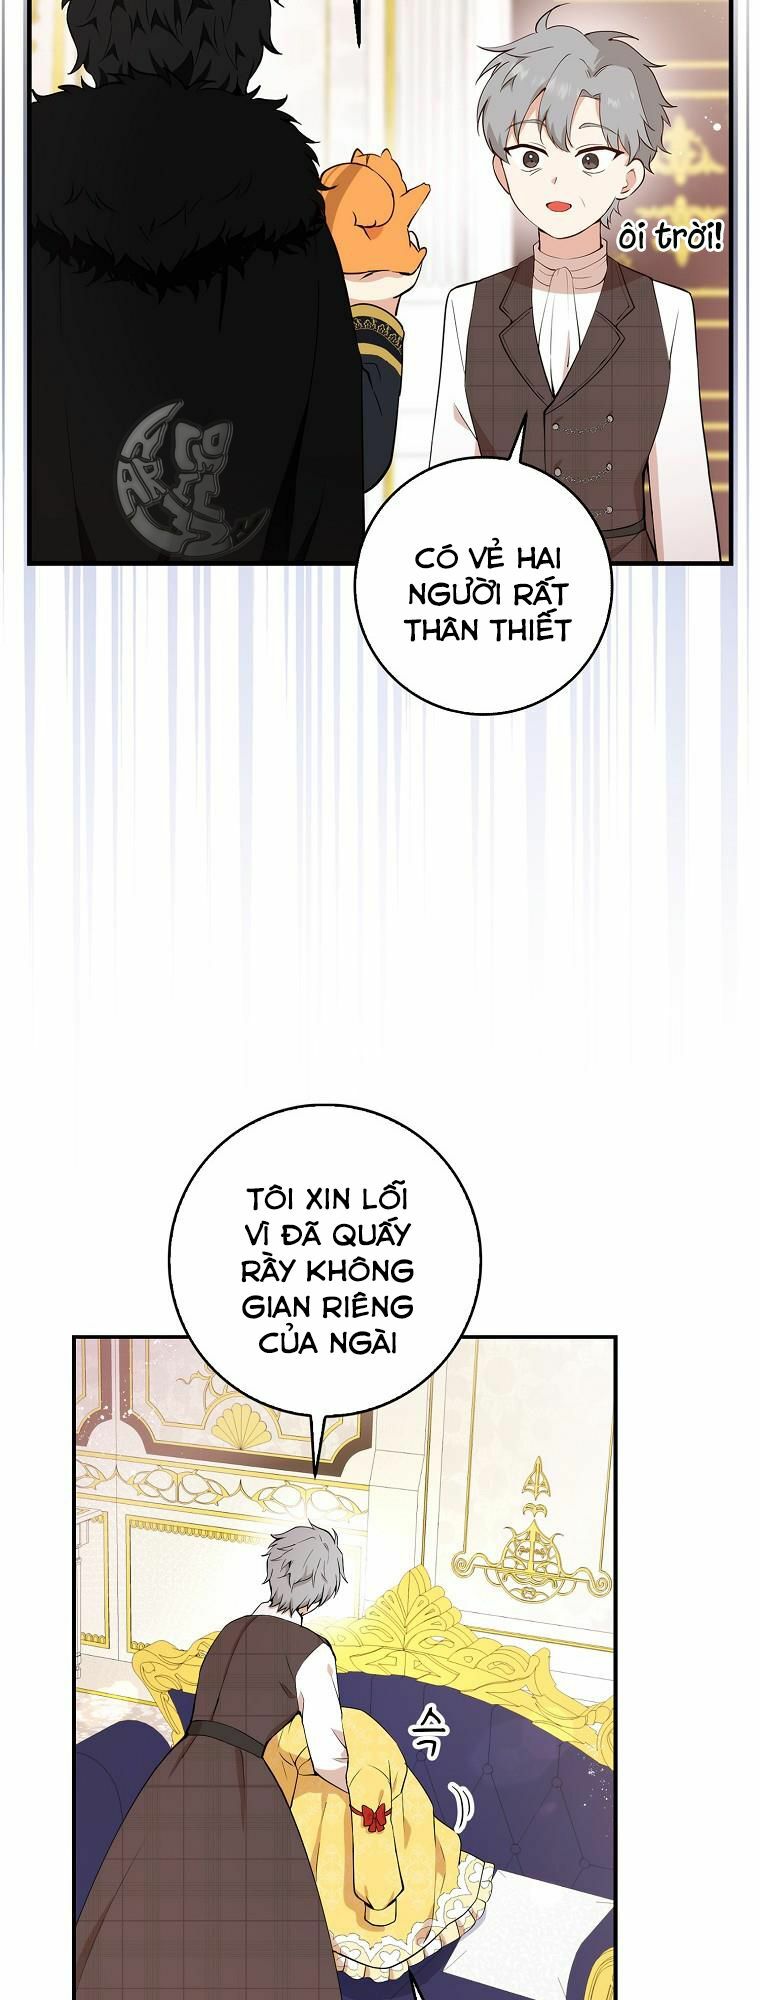 ôi trời!
CÓ VẺ HAI
NGƯỜI RẤT
THÂN THIẾT
TÔI XIN LỖI
VÌ ĐÃ QUẤY
RẦY KHÔNG
GIAN RIÊNG
CỦA NGÀI
슥